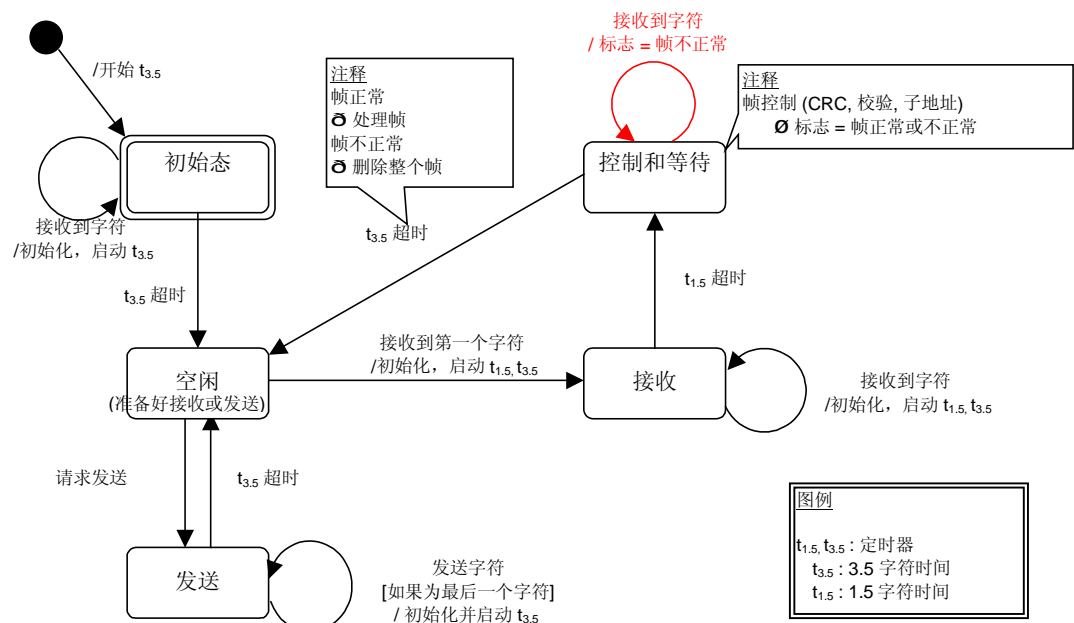 接收到字符
/ 标志 = 帧不正常
/开始 t3.5
注释
帧正常
ð 处理帧
帧不正常
ð 删除整个帧
注释
帧控制 (CRC, 校验, 子地址)
Ø 标志 = 帧正常或不正常
初始态
控制和等待
接收到字符
/初始化，启动 t3.5
t3.5 超时
t3.5 超时
t1.5 超时
接收到第一个字符
/初始化，启动 t1.5, t3.5
空闲
(准备好接收或发送)
接收
接收到字符
/初始化，启动 t1.5, t3.5
请求发送
t3.5 超时
发送
发送字符
[如果为最后一个字符]
/ 初始化并启动 t3.5
图例
t1.5, t3.5 : 定时器
t3.5 : 3.5 字符时间
t1.5 : 1.5 字符时间